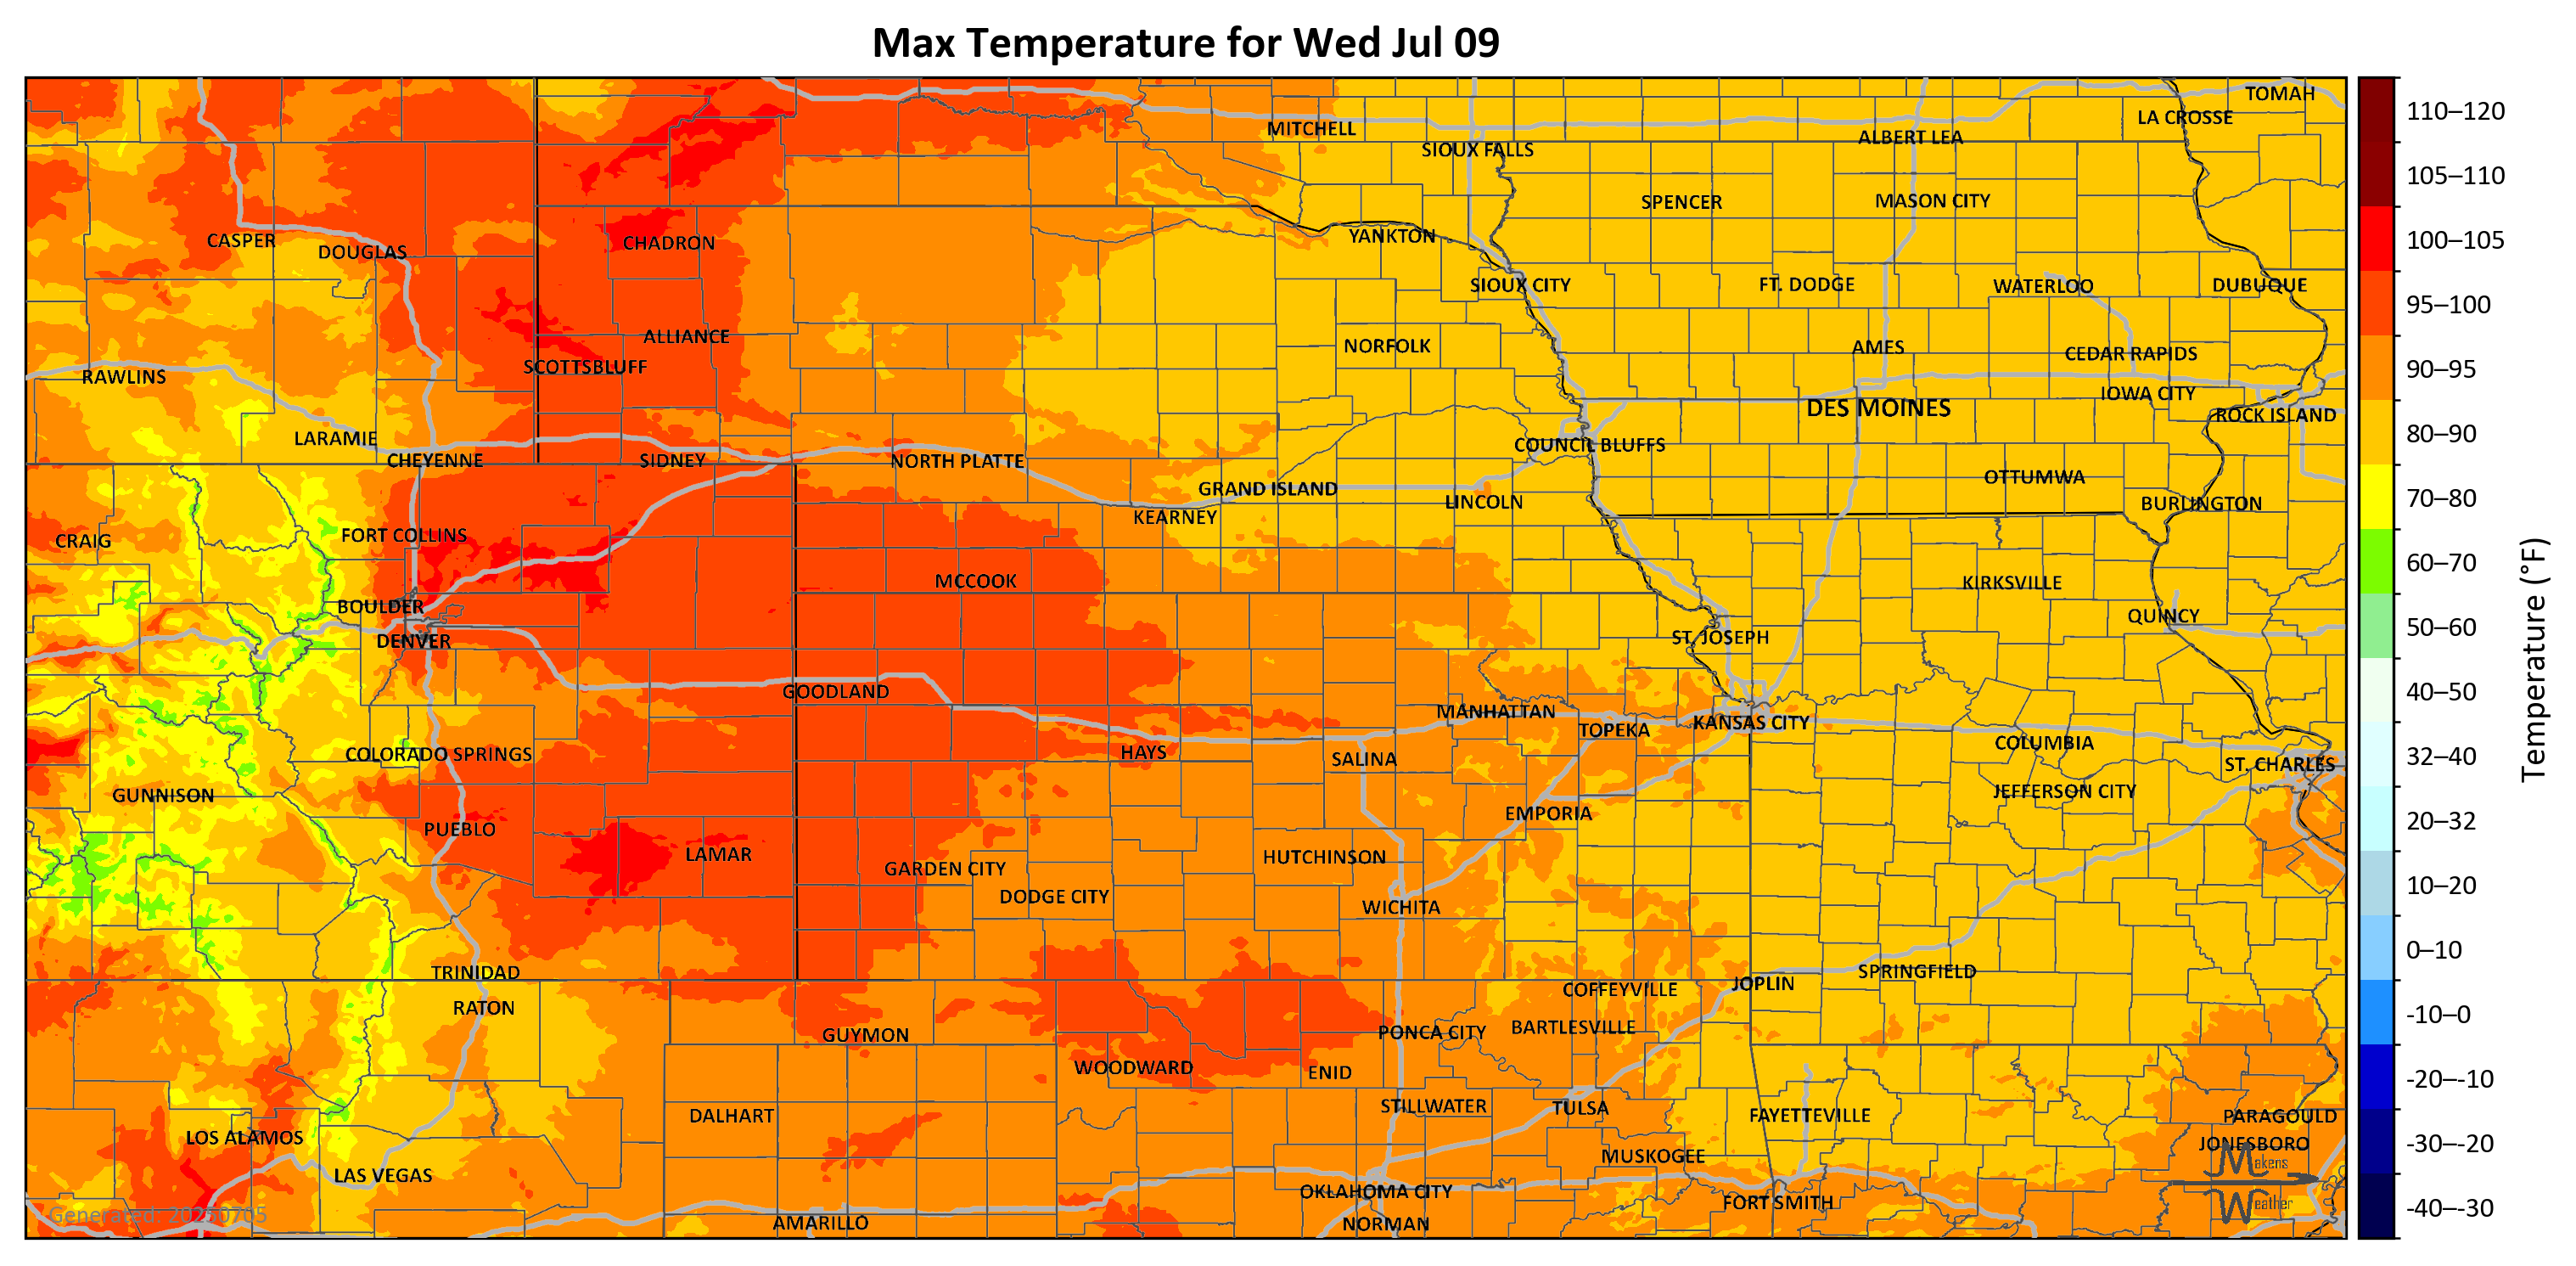 Max Temperature for Wed Jul 09
TOMAH
LA CROSSE
MITCHELL
ALBERT LEA
SIOUX FALLS
SPENCER
MASON CITY
CASPER
DOUGLAS
CHADRON
YANKTON
SIOUX CITY
FT. DODGE
WATERLOO
DUBUQUE
ALLIANCE
NORFOLK
AMES
CEDAR RAPIDS
SCOTTSBLUFF
RAWLINS
IOWA CITY
DES MOINES
ROCK ISLAND
LARAMIE
COUNCIL BLUFFS
CHEYENNE
SIDNEY
NORTH PLATTE
OTTUMWA
GRAND ISLAND
LINCOLN
BURLINGTON
KEARNEY
FORT COLLINS
CRAIG
MCCOOK
KIRKSVILLE
BOULDER
QUINCY
DENVER
ST. JOSEPH
GOODLAND
MANHATTAN
KANSAS CITY
TOPEKA
COLUMBIA
HAYS
COLORADO SPRINGS
SALINA
ST. CHARLES
JEFFERSON CITY
GUNNISON
EMPORIA
PUEBLO
LAMAR
HUTCHINSON
GARDEN CITY
DODGE CITY
WICHITA
TRINIDAD
SPRINGFIELD
JOPLIN
COFFEYVILLE
RATON
BARTLESVILLE
PONCA CITY
GUYMON
WOODWARD
ENID
STILLWATER
TULSA
DALHART
FAYETTEVILLE
PARAGOULD
LOS ALAMOS
JONESBORO
MUSKOGEE
LAS VEGAS
OKLAHOMA CITY
FORT SMITH
AMARILLO
NORMAN
Generated: 20250705
Makens
Weather
110–120
105–110
100–105
95–100
90–95
80–90
70–80
60–70
50–60
40–50
32–40
20–32
10–20
0–10
-10–0
-20–-10
-30–-20
-40–-30
Temperature (°F)